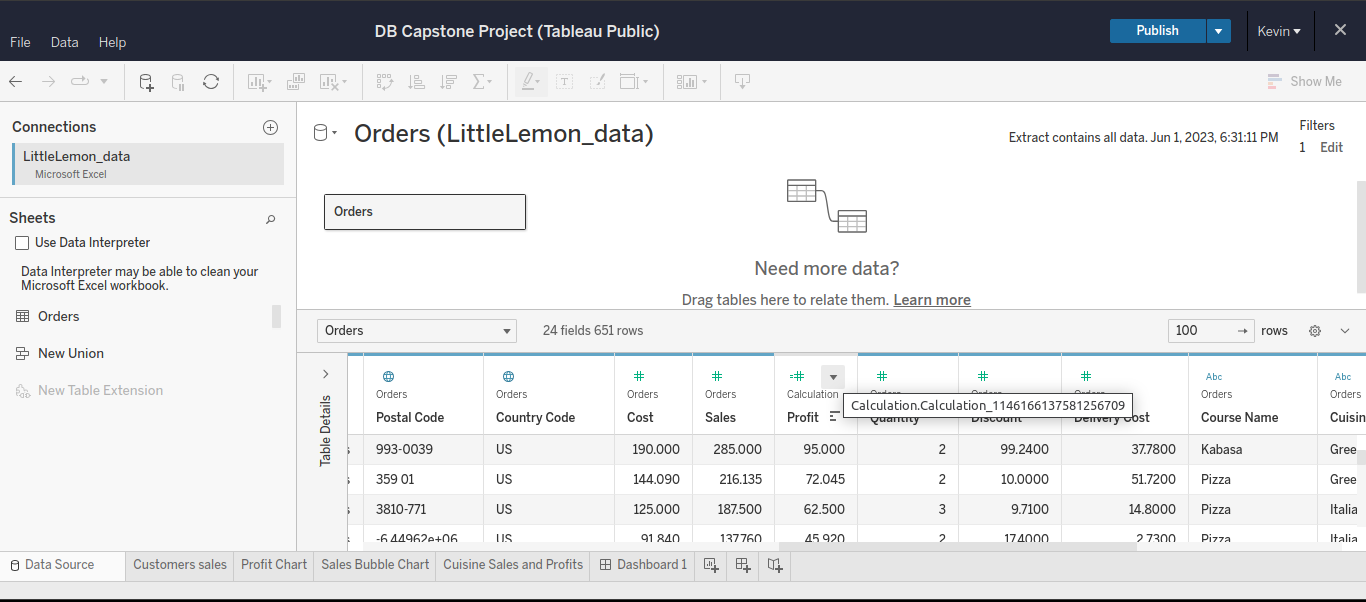 DB Capstone Project (Tableau Public)
Publish
Kevin
File Data Help
Show Me
Connections
LittleLemon_data
Microsoft Excel
Sheets
Use Data Interpreter
Data Interpreter may be able to clean your
Microsoft Excel workbook.
Orders
New Union
New Table Extension
Orders (LittleLemon_data)
Extract contains all data. Jun 1, 2023, 6:31:11 PM
Filters
1 Edit
Orders
Need more data?
Drag tables here to relate them. Learn more
Orders
24 fields 651 rows
100 rows
Table Details
Abc Abc
Orders Orders Orders Orders Calculation Orders Orders Orders Orders Orders
Calculation.Calculation_1146166137581256709
Postal Code Country Code Cost Sales Profit Quantity Discount Delivery Cost Course Name Cuisin
s 993-0039 US 190.000 285.000 95.000 2 99.2400 37.7800 Kabasa Gree
s 359 01 US 144.090 216.135 72.045 2 10.0000 51.7200 Pizza Gree
s 3810-771 US 125.000 187.500 62.500 3 9.7100 14.8000 Pizza Italia
-6.44962e+06 US 91.840 137.760 45.920 2 17.4000 2.7300 Pizza Italia
Data Source Customers sales Profit Chart Sales Bubble Chart Cuisine Sales and Profits Dashboard 1